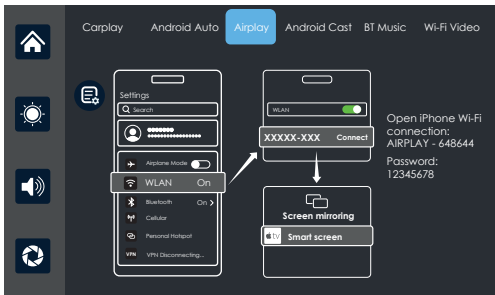 Carplay Android Auto Airplay Android Cast BT Music Wi-Fi Video
Settings
Search
Airplane Mode
WLAN On
Bluetooth On
Cellular
Personal Hotspot
VPN VPN Disconnecting...
WLAN
XXXXX-XXX Connect
Screen mirroring
tv Smart screen
Open iPhone Wi-Fi
connection:
AIRPLAY - 648644
Password:
12345678